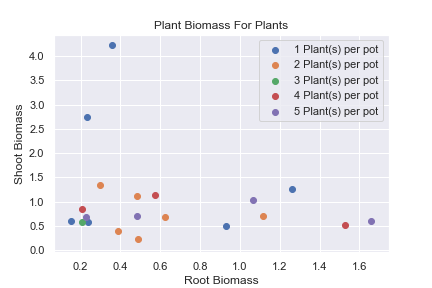 Plant Biomass For Plants
1 Plant(s) per pot
2 Plant(s) per pot
3 Plant(s) per pot
4 Plant(s) per pot
5 Plant(s) per pot
Shoot Biomass
4.0
3.5
3.0
2.5
2.0
1.5
1.0
0.5
0.0
0.2 0.4 0.6 0.8 1.0 1.2 1.4 1.6
Root Biomass